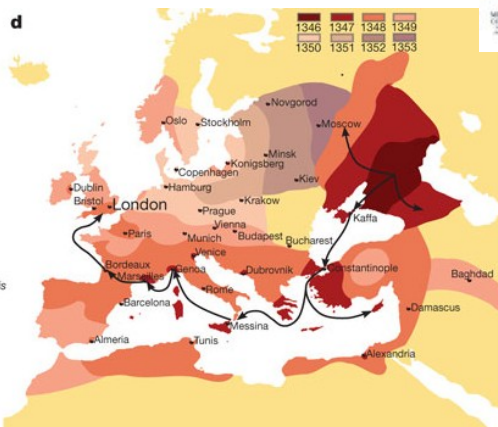 d
1346 1347 1348 1349
1350 1351 1352 1353
Novgorod
Oslo Stockholm Moscow
Minsk
Konigsberg
Copenhagen Kiev
Dublin Hamburg
Bristol London Krakow
Prague
Vienna
Paris Munich Budapest Bucharest Kaffa
Venice
Bordeaux Genoa Dubrovnik Constantinople
Marseilles Baghdad
Rome
Barcelona Damascus
Messina
Almeria Tunis
Alexandria